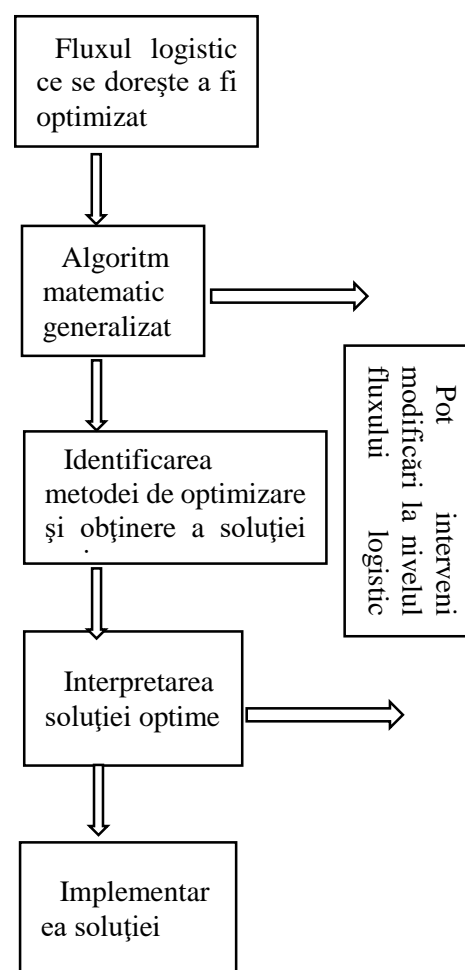 Fluxul logistic
ce se doreşte a fi
optimizat
Algoritm
matematic
generalizat
Pot interveni
modificări la nivelul
fluxului logistic
Identificarea
metodei de optimizare
şi obţinere a soluţiei
Interpretarea
soluţiei optime
Implementar
ea soluţiei